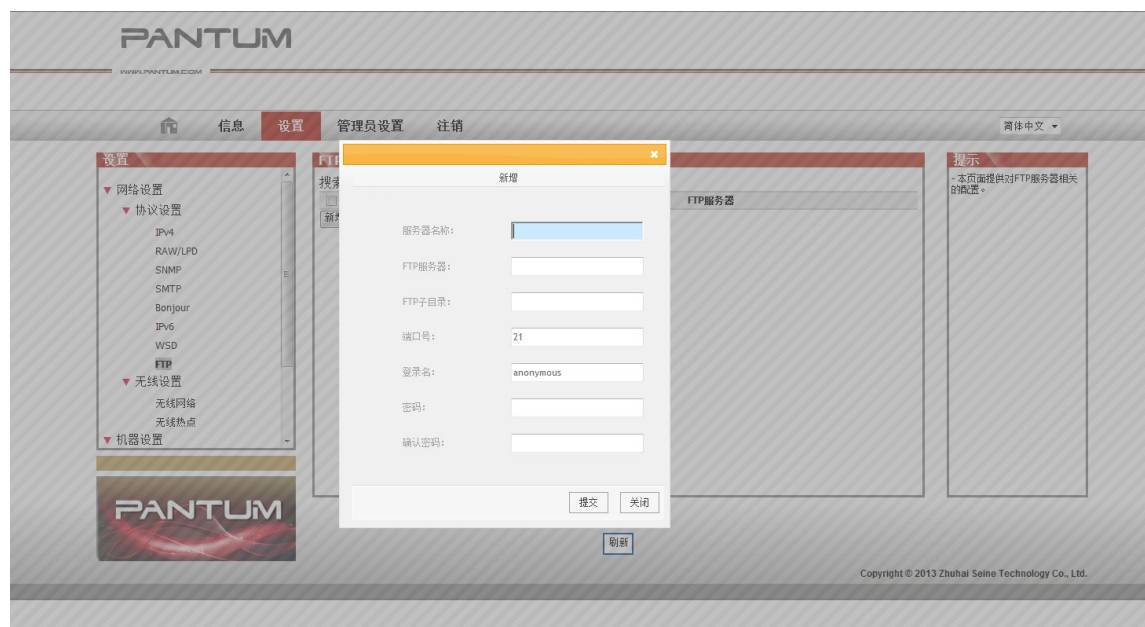 PANTUM
WWW.PANTUM.COM
信息
设置
管理员设置
注销
简体中文
设置
网络设置
协议设置
IPv4
RAW/LPD
SNMP
SMTP
Bonjour
IPv6
WSD
FTP
无线设置
无线网络
无线热点
机器设置
PANTUM
FTP服务器
新增
服务器名称:
FTP服务器:
FTP子目录:
端口号:
21
登录名:
anonymous
密码:
确认密码:
提交
关闭
刷新
提示
- 本页面提供对FTP服务器相关
的配置。
Copyright © 2013 Zhuhai Seine Technology Co., Ltd.